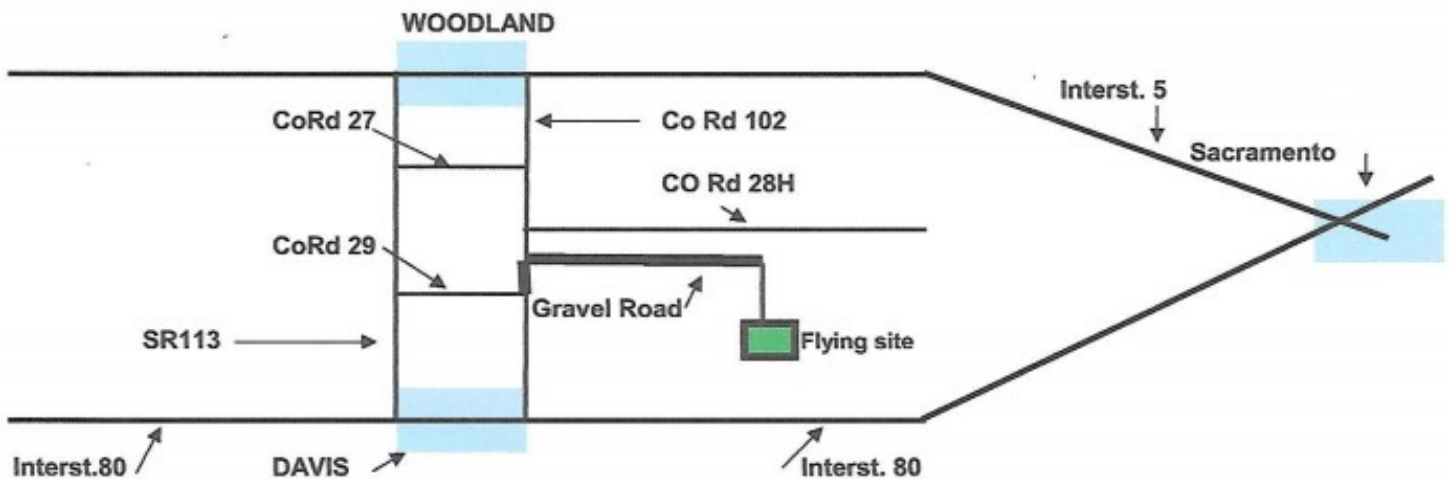 WOODLAND
Interst. 5
CoRd 27
Co Rd 102
Sacramento
CO Rd 28H
CoRd 29
Gravel Road
SR113
Flying site
Interst.80
DAVIS
Interst. 80